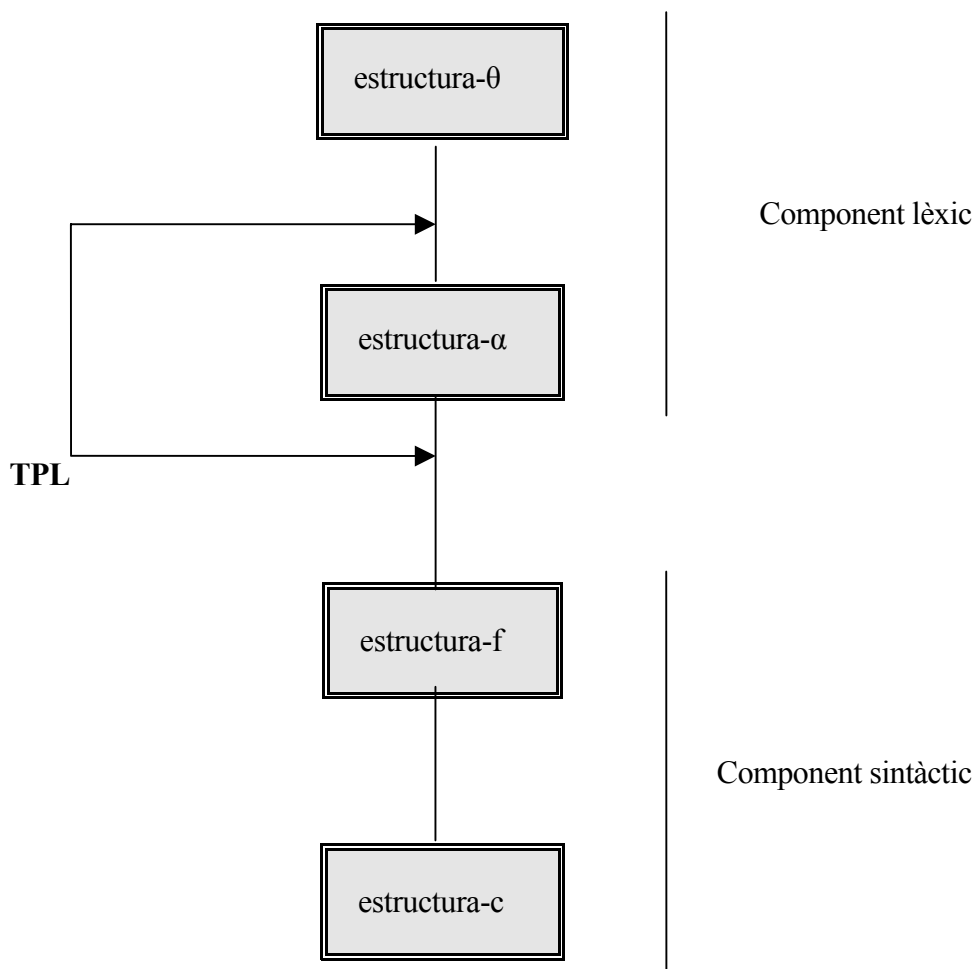 estructura-θ
Component lèxic
estructura-α
TPL
estructura-f
Component sintàctic
estructura-c